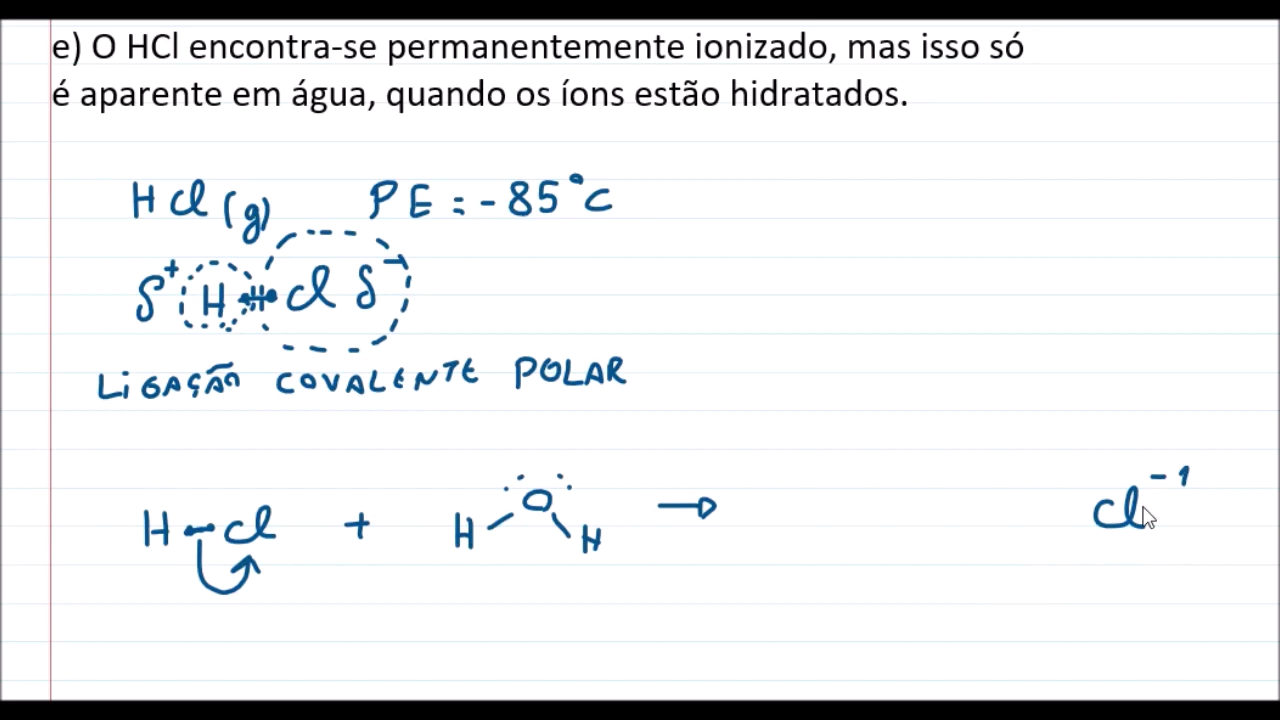 e) O HCl encontra-se permanentemente ionizado, mas isso só
é aparente em água, quando os íons estão hidratados.
HCl(g) PE = -85°C
δ+ H Cl δ-
LIGAÇÃO COVALENTE POLAR
H-Cl + H O H → Cl-1